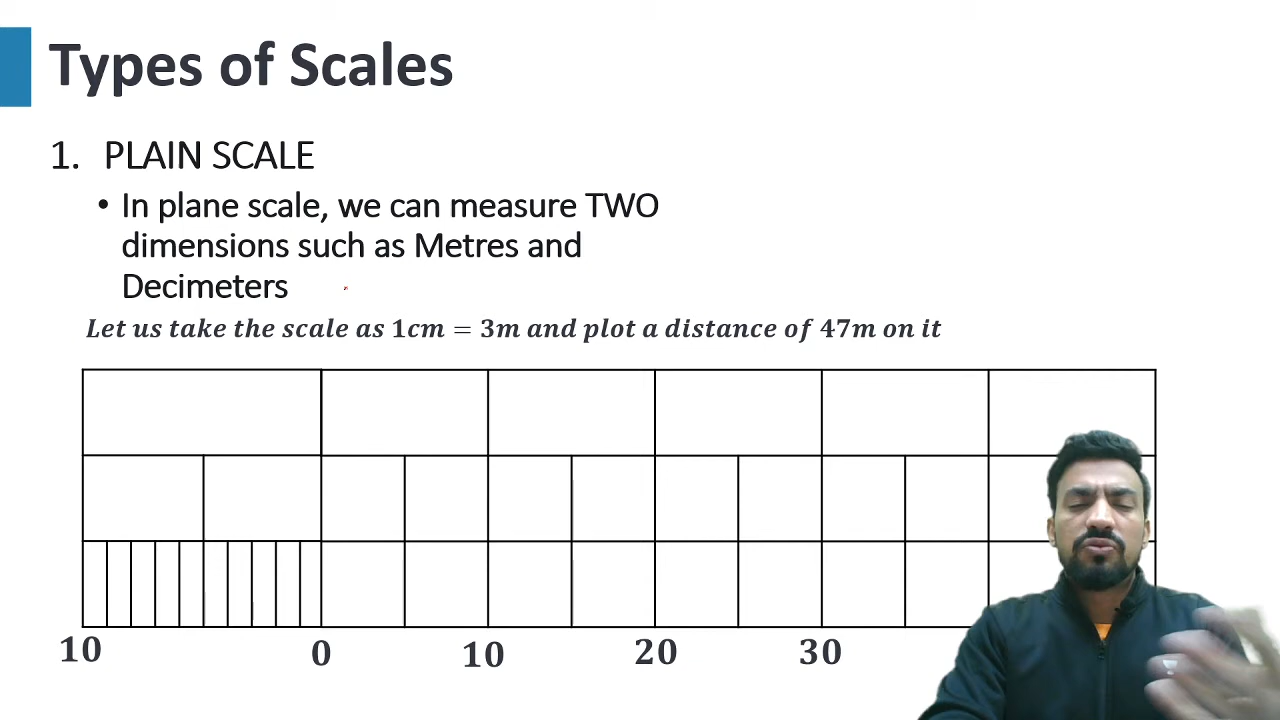 Types of Scales
1. PLAIN SCALE
• In plane scale, we can measure TWO
dimensions such as Metres and
Decimeters
Let us take the scale as 1cm = 3m and plot a distance of 47m on it
10 0 10 20 30